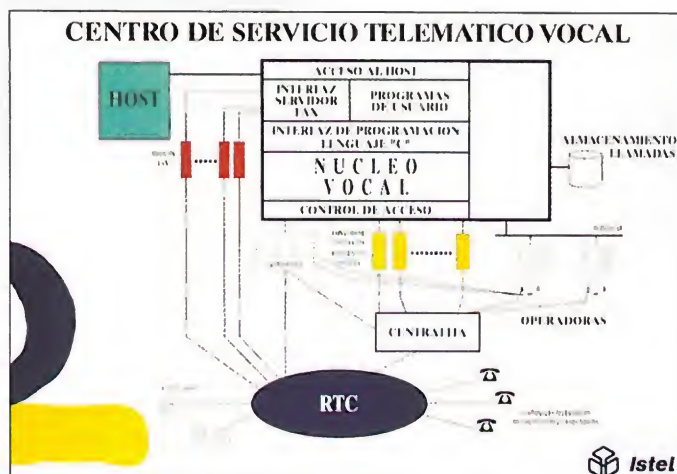 CENTRO DE SERVICIO TELEMATICO VOCAL
HOST
ACCESO AL HOST
INTERFAZ
SERVIDOR
FAX
PROGRAMAS
DE USUARIO
INTERFAZ DE PROGRAMACION
LENGUAJE "C"
NUCLEO
VOCAL
CONTROL DE ACCESO
ALMACENAMIENTO
LLAMADAS
OPERADORAS
CENTRALITA
RTC
Istel